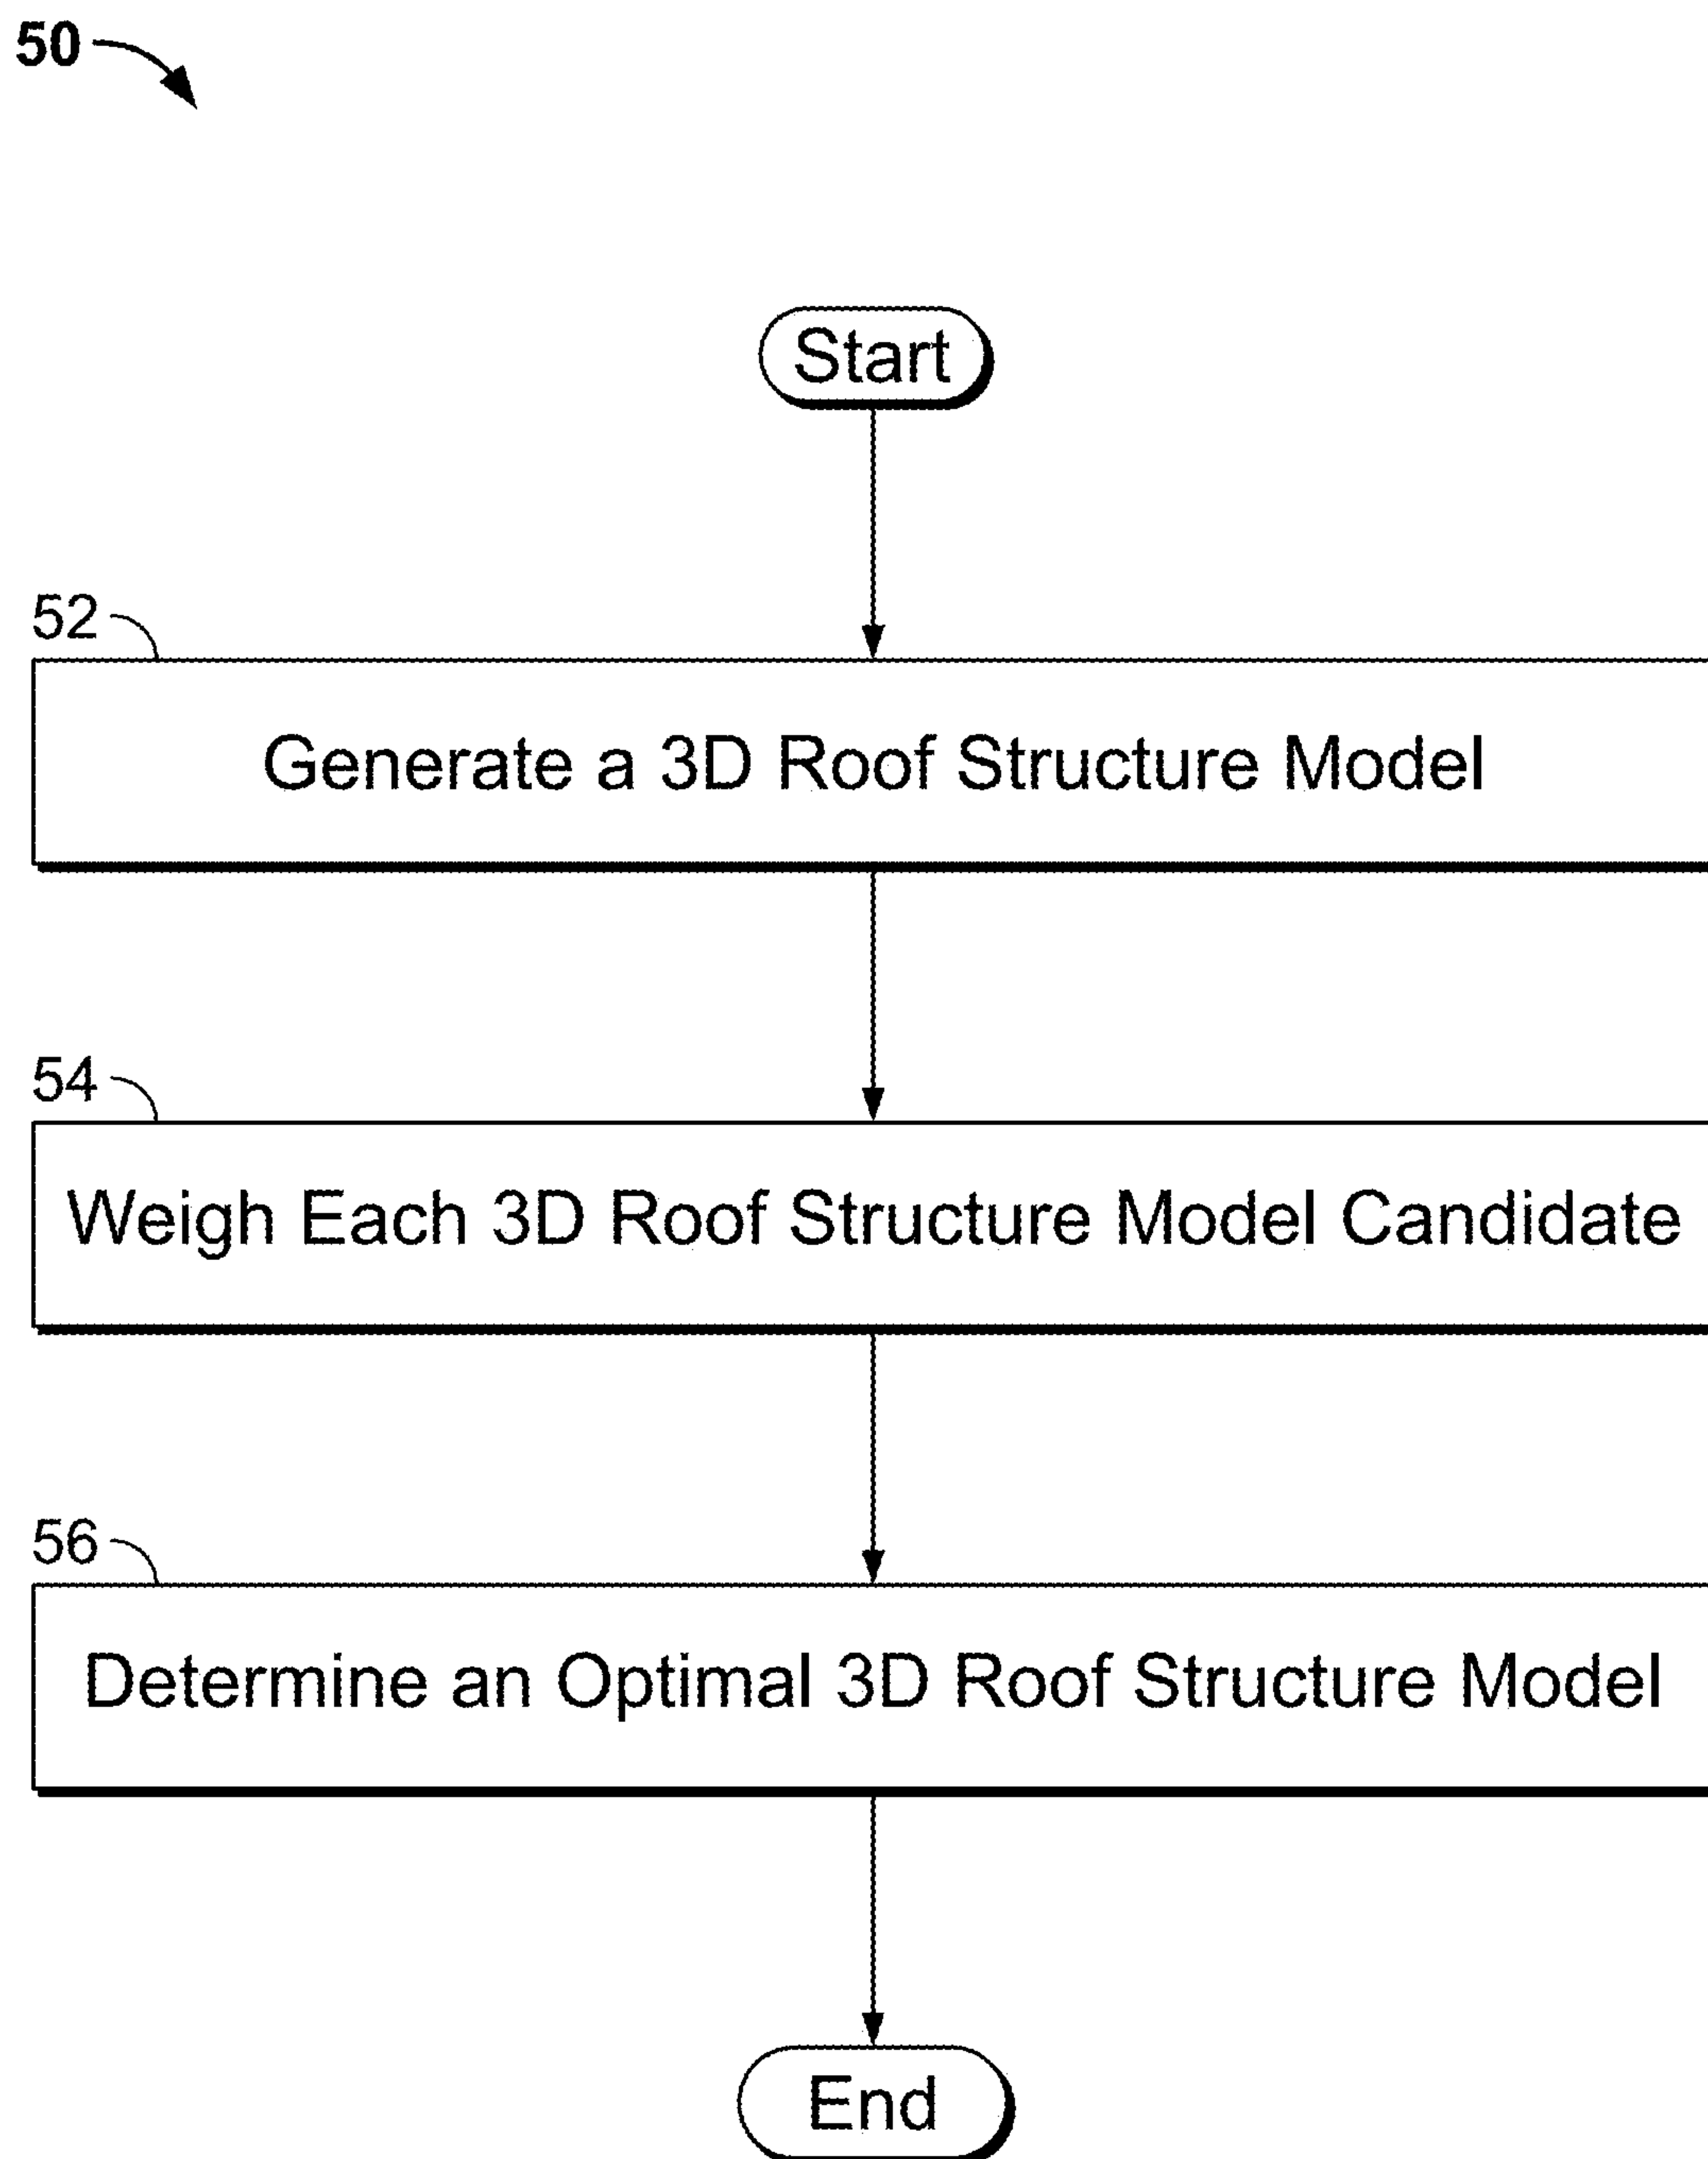 50
Start
52
Generate a 3D Roof Structure Model
54
Weigh Each 3D Roof Structure Model Candidate
56
Determine an Optimal 3D Roof Structure Model
End